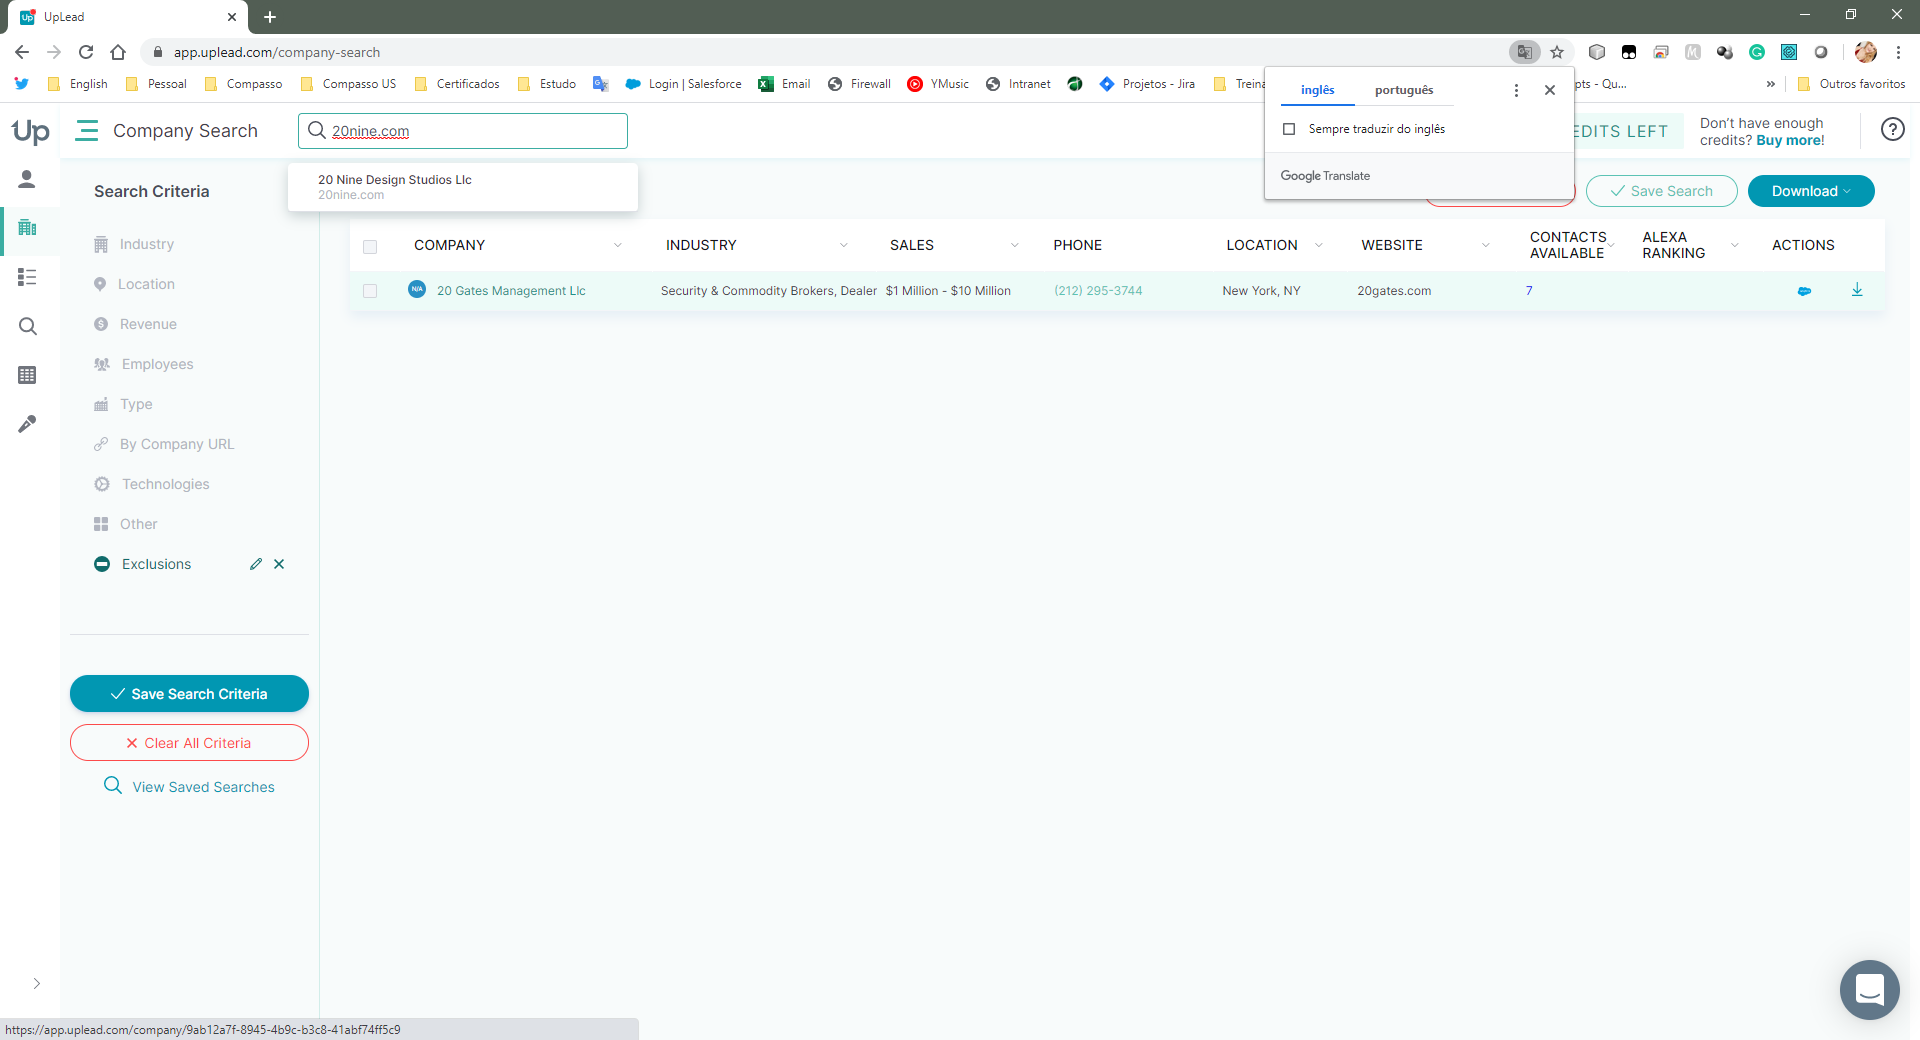 UpLead
app.uplead.com/company-search
English
Pessoal
Compasso
Compasso US
Certificados
Estudo
Login | Salesforce
Email
Firewall
YMusic
Intranet
Projetos - Jira
Treina
pts - Qu...
»
Outros favoritos
inglês
português
Sempre traduzir do inglês
Google Translate
Up
Company Search
20nine.com
EDITS LEFT
Don't have enough
credits? Buy more!
20 Nine Design Studios Llc
20nine.com
Search Criteria
Save Search
Download
Industry
Location
Revenue
Employees
Type
By Company URL
Technologies
Other
Exclusions
COMPANY
INDUSTRY
SALES
PHONE
LOCATION
WEBSITE
CONTACTS
AVAILABLE
ALEXA
RANKING
ACTIONS
N/A
20 Gates Management Llc
Security & Commodity Brokers, Dealer
$1 Million - $10 Million
(212) 295-3744
New York, NY
20gates.com
7
Save Search Criteria
Clear All Criteria
View Saved Searches
https://app.uplead.com/company/9ab12a7f-8945-4b9c-b3c8-41abf74ff5c9